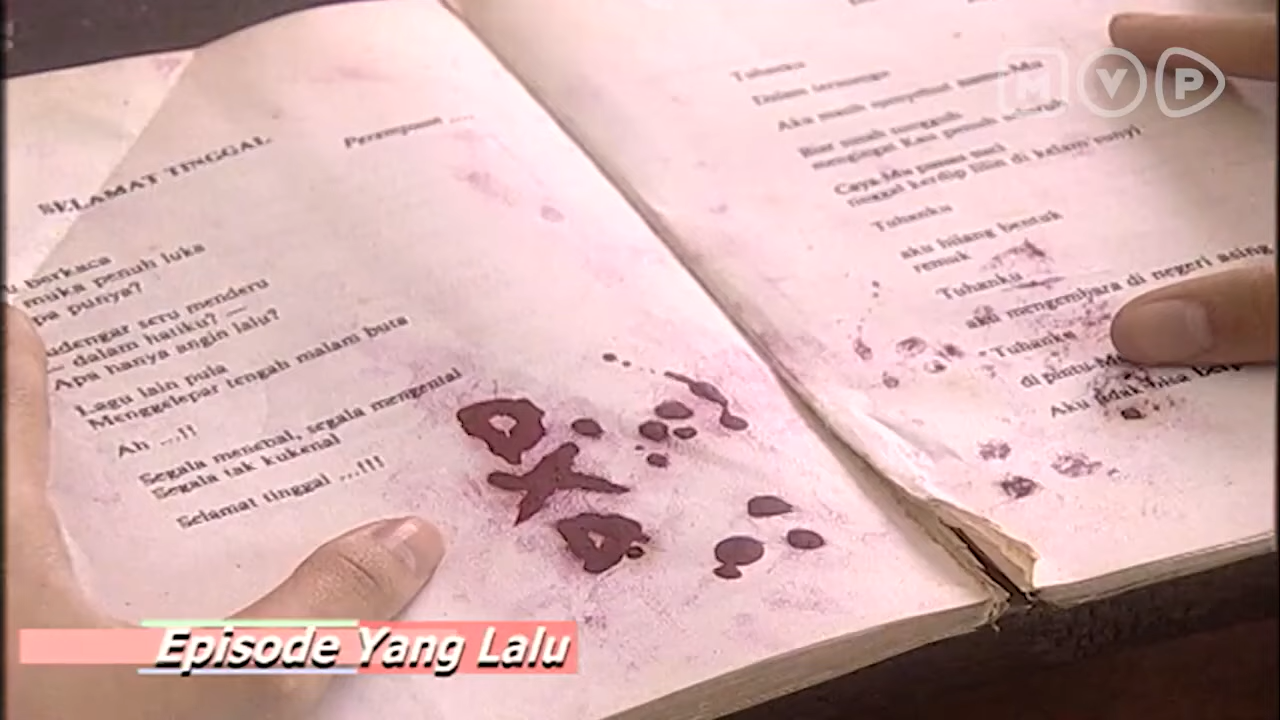 SELAMAT TINGGAL
Perempuan ....
berkaca
muka penuh luka
punya?
udengar seru menderu
— dalam hatiku? —
Apa hanya angin lalu?
Lagu lain pula
Menggelepar tengah malam buta
Ah ...!!
Segala menebal, segala mengental
Segala tak kukenal
Selamat tinggal ...!!!
Tuhanku
Dalam termangu
Aku masih menyebut nama-Mu
Biar susah sungguh
mengingat Kau penuh seluruh
Caya-Mu panas suci
tinggal kerdip lilin di kelam sunyi
Tuhanku
aku hilang bentuk
remuk
Tuhanku
aku mengembara di negeri asing
Tuhanku
di pintu-M
Aku tidak bisa
MVP
Episode Yang Lalu